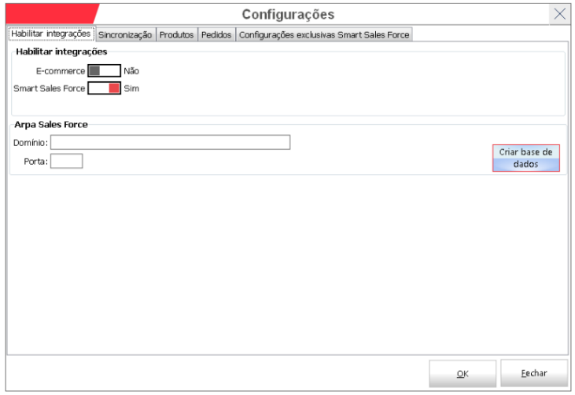 Configurações
Habilitar integrações Sincronização Produtos Pedidos Configurações exclusivas Smart Sales Force
Habilitar integrações
E-commerce Não
Smart Sales Force Sim
Arpa Sales Force
Domínio:
Porta:
Criar base de
dados
OK Fechar